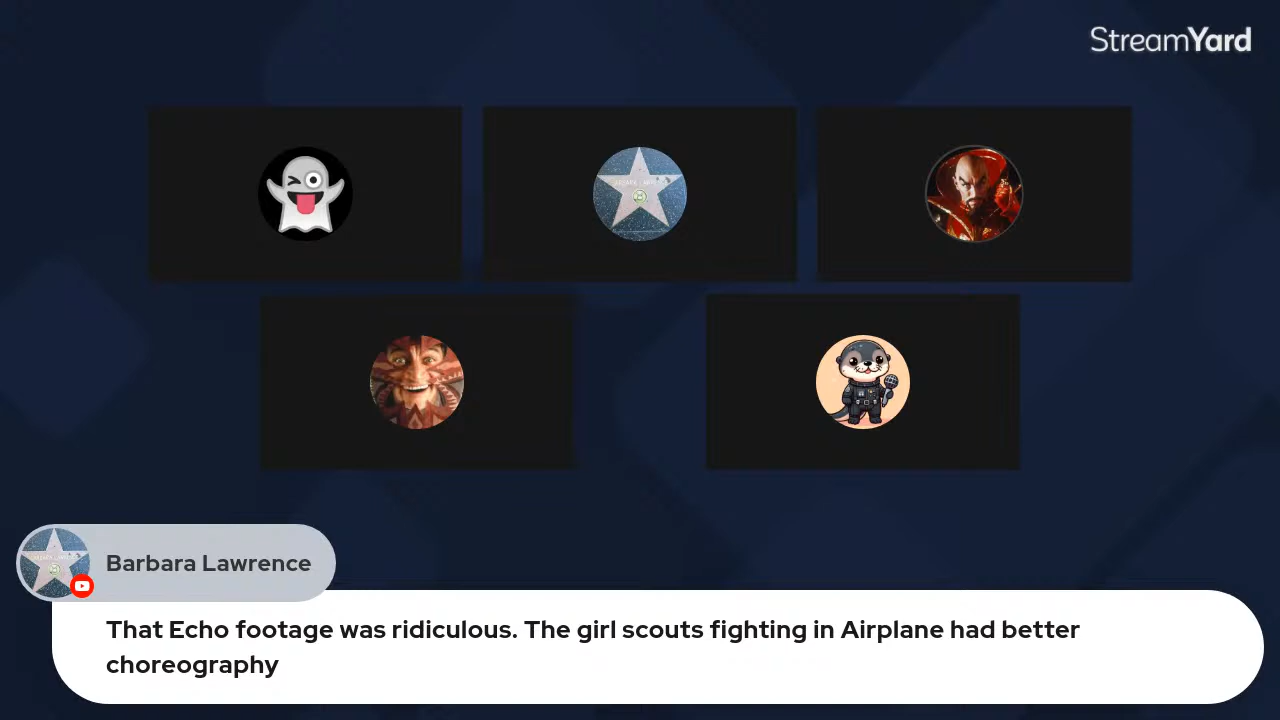 StreamYard
Barbara Lawrence
That Echo footage was ridiculous. The girl scouts fighting in Airplane had better
choreography